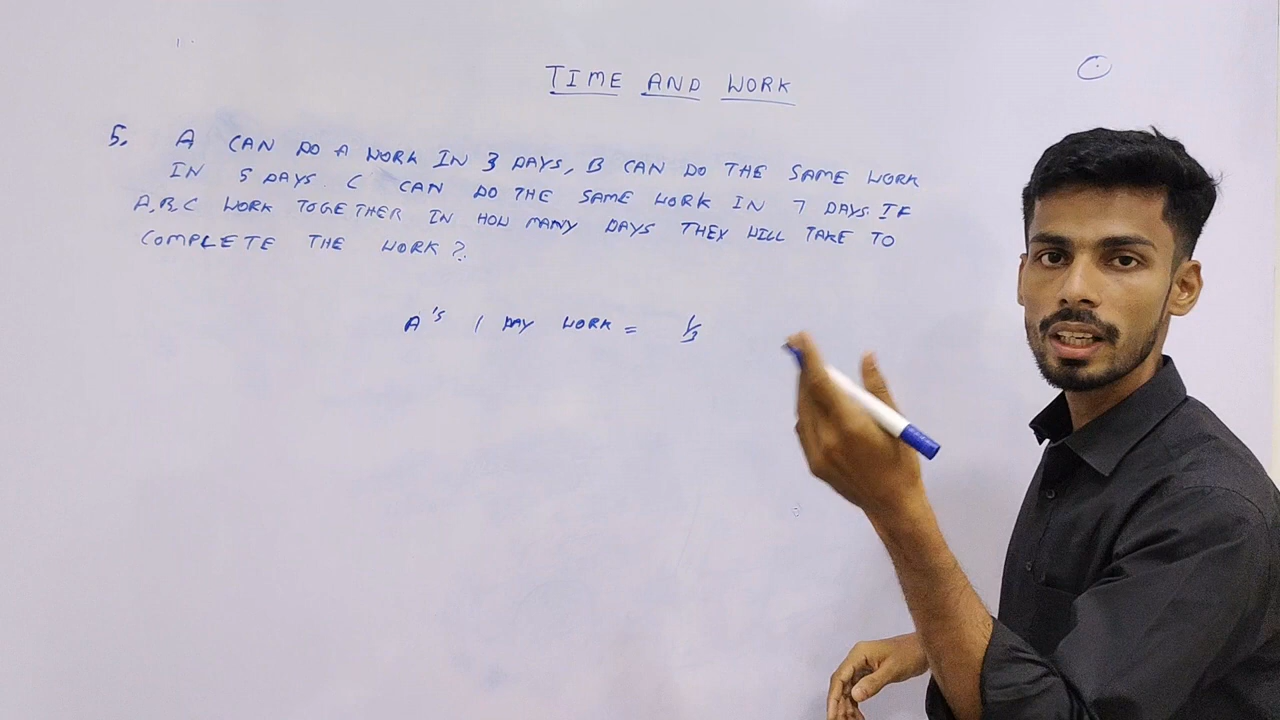 TIME AND WORK
5. A CAN DO A WORK IN 3 DAYS, B CAN DO THE SAME WORK
IN 5 DAYS. C CAN DO THE SAME WORK IN 7 DAYS. IF
A,B,C WORK TOGETHER IN HOW MANY DAYS THEY WILL TAKE TO
COMPLETE THE WORK ?.
A'S 1 DAY WORK = 1/3